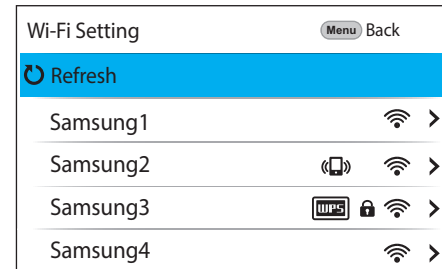 Wi-Fi Setting Menu Back
Refresh
Samsung1
Samsung2
Samsung3 WPS
Samsung4